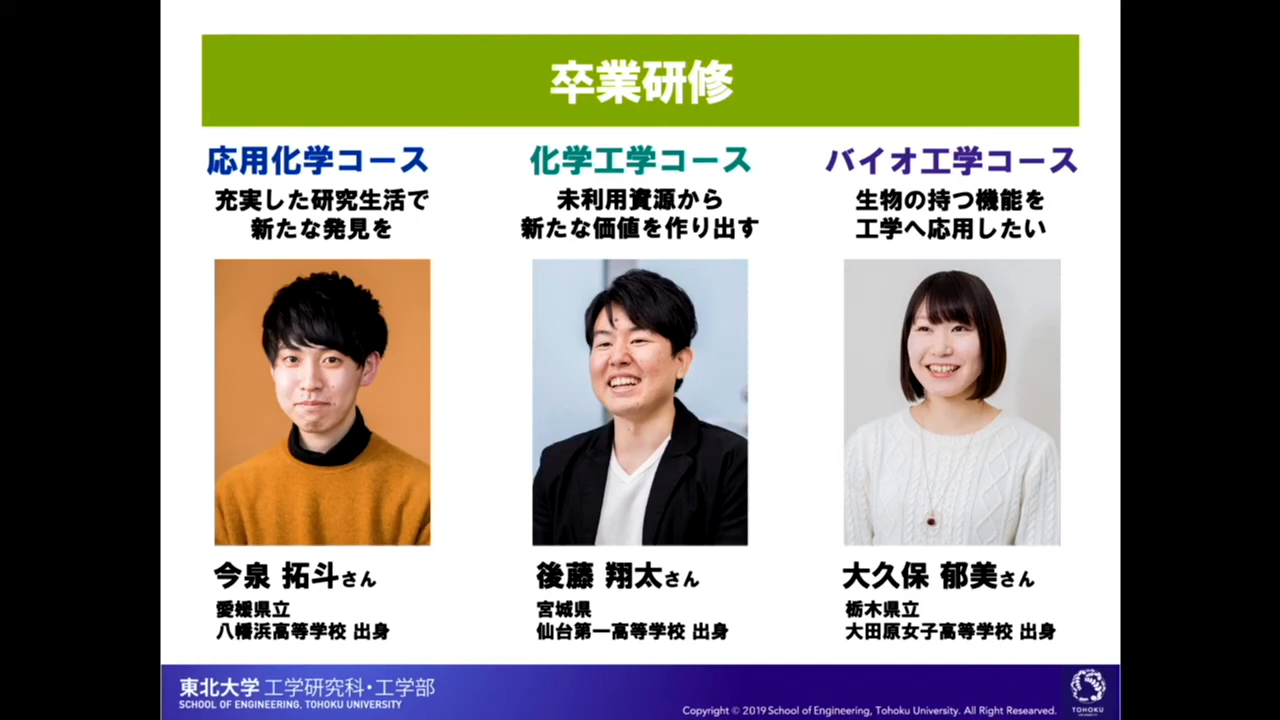 卒業研修
応用化学コース
充実した研究生活で
新たな発見を
今泉 拓斗さん
愛媛県立
八幡浜高等学校 出身
化学工学コース
未利用資源から
新たな価値を作り出す
後藤 翔太さん
宮城県
仙台第一高等学校 出身
バイオ工学コース
生物の持つ機能を
工学へ応用したい
大久保 郁美さん
栃木県立
大田原女子高等学校 出身
東北大学 工学研究科・工学部
SCHOOL OF ENGINEERING, TOHOKU UNIVERSITY
Copyright © 2019 School of Engineering, Tohoku University. All Right Researved.
TOHOKU
UNIVERSITY